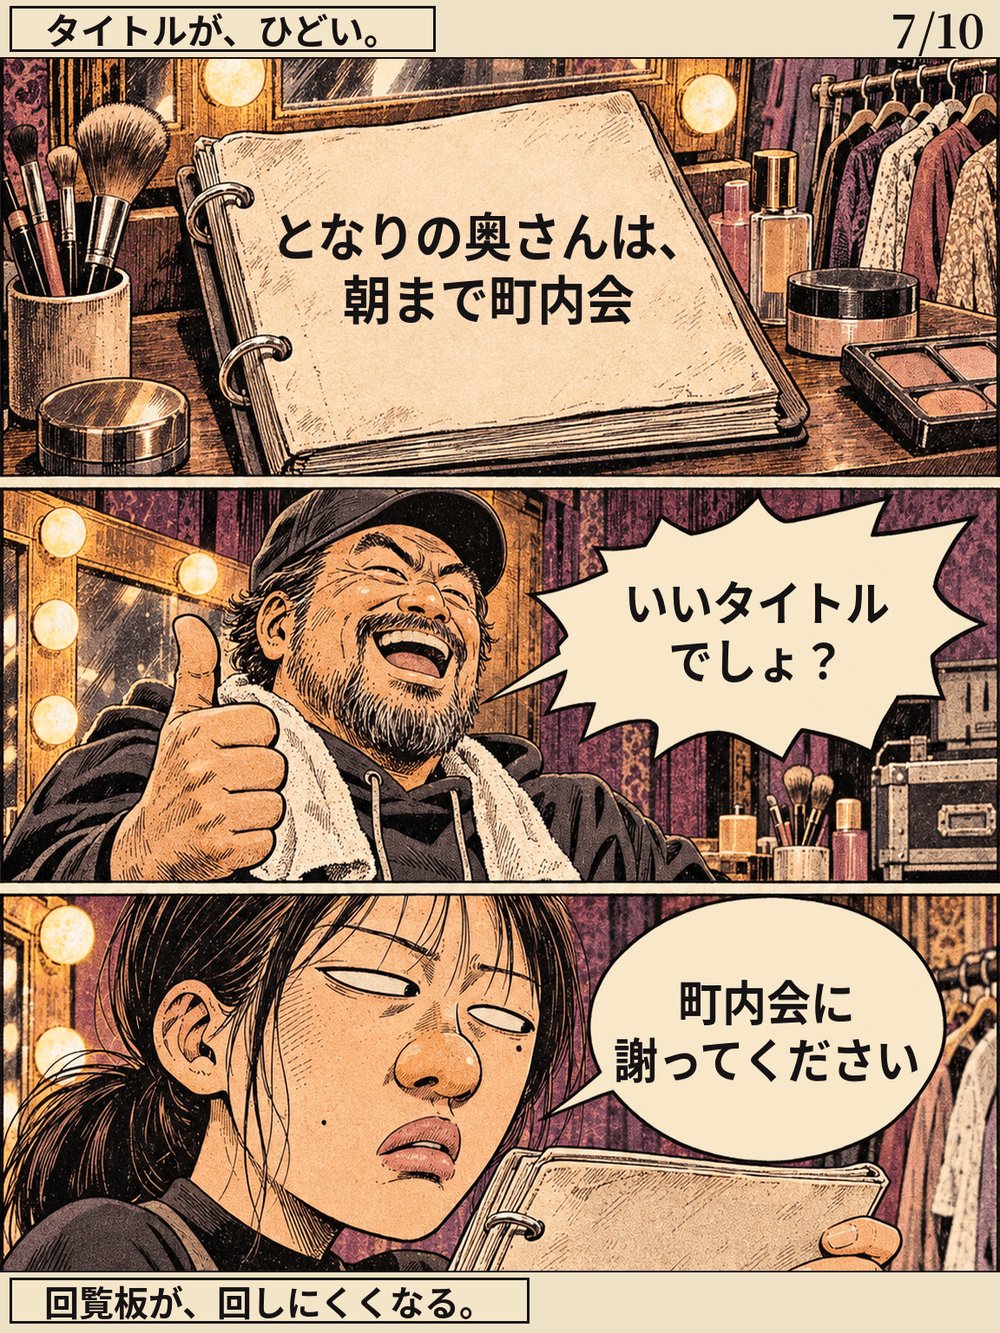 タイトルが、ひどい。
7/10
となりの奥さんは、
朝まで町内会
いいタイトル
でしょ？
町内会に
謝ってください
回覧板が、回しにくくなる。